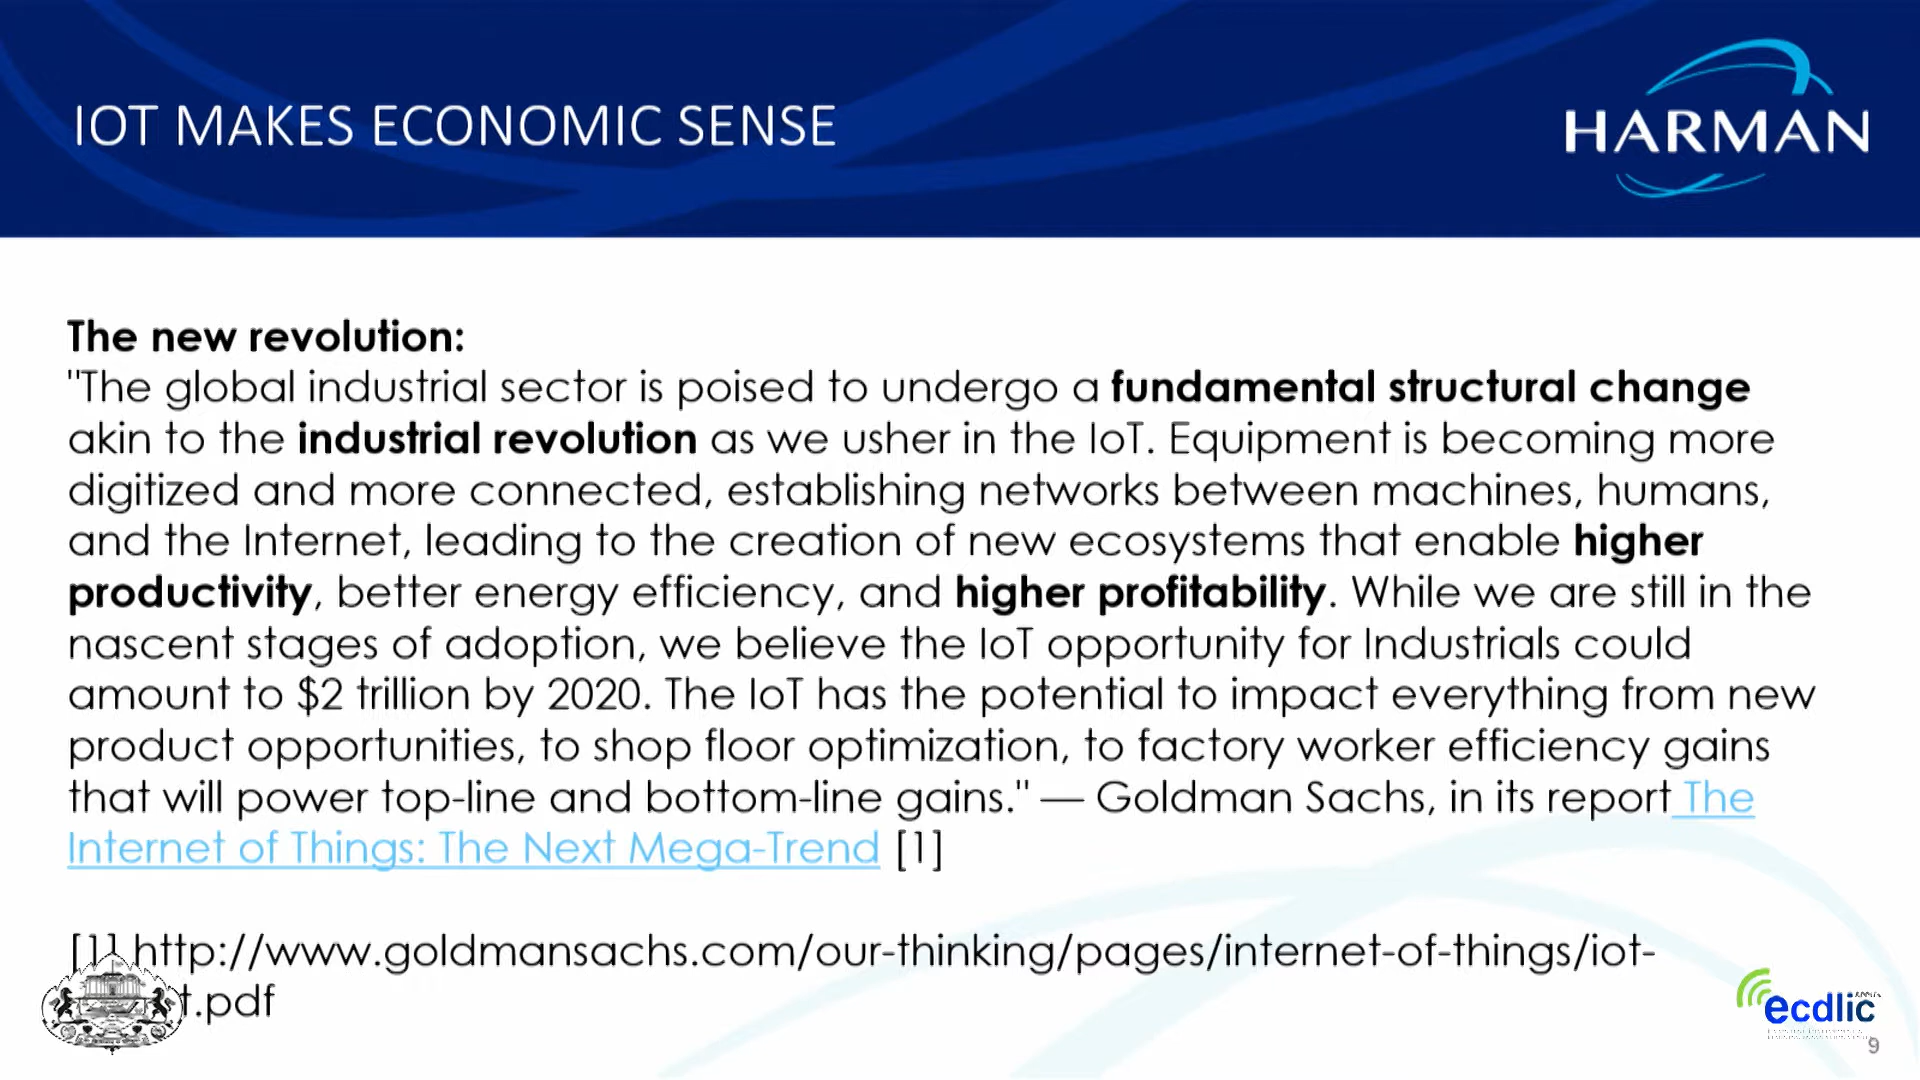 IOT MAKES ECONOMIC SENSE
HARMAN
The new revolution:
"The global industrial sector is poised to undergo a fundamental structural change
akin to the industrial revolution as we usher in the IoT. Equipment is becoming more
digitized and more connected, establishing networks between machines, humans,
and the Internet, leading to the creation of new ecosystems that enable higher
productivity, better energy efficiency, and higher profitability. While we are still in the
nascent stages of adoption, we believe the IoT opportunity for Industrials could
amount to $2 trillion by 2020. The IoT has the potential to impact everything from new
product opportunities, to shop floor optimization, to factory worker efficiency gains
that will power top-line and bottom-line gains." — Goldman Sachs, in its report The
Internet of Things: The Next Mega-Trend [1]
[1] http://www.goldmansachs.com/our-thinking/pages/internet-of-things/iot-
t.pdf
ecdlic
9